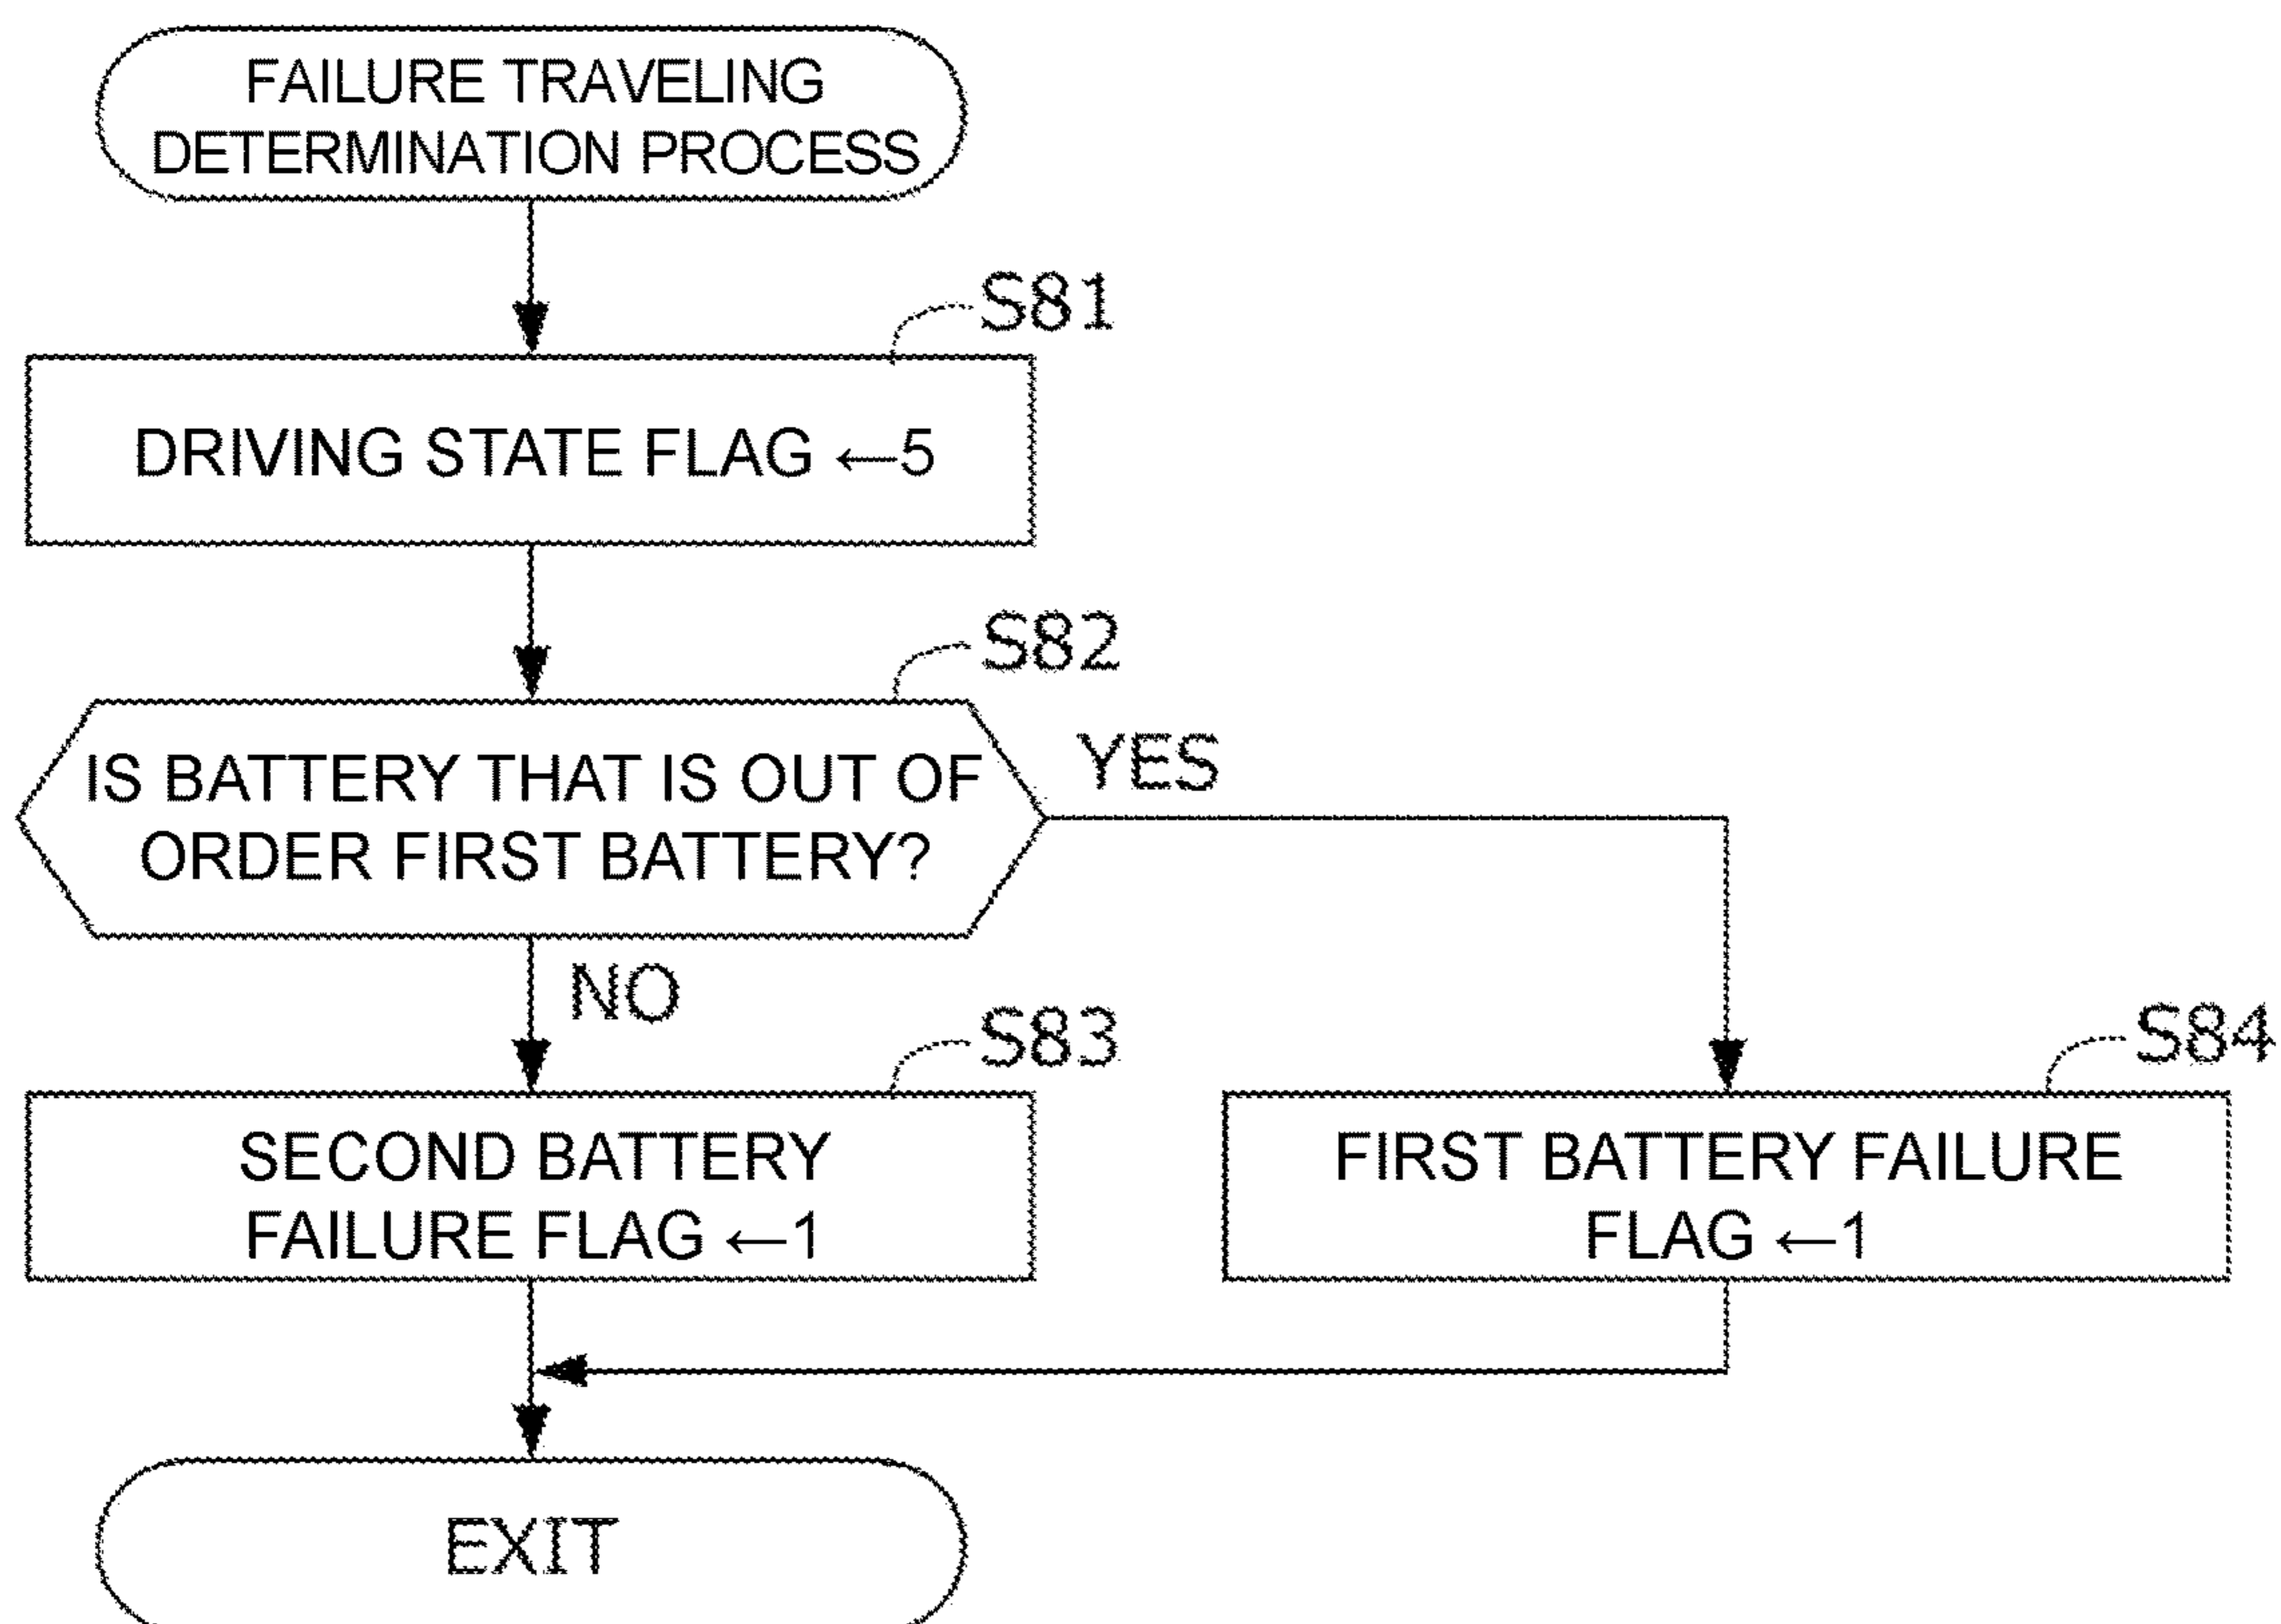 FAILURE TRAVELING
DETERMINATION PROCESS
S81
DRIVING STATE FLAG ←5
S82
IS BATTERY THAT IS OUT OF
ORDER FIRST BATTERY?
YES
NO
S83
SECOND BATTERY
FAILURE FLAG ←1
S84
FIRST BATTERY FAILURE
FLAG ←1
EXIT